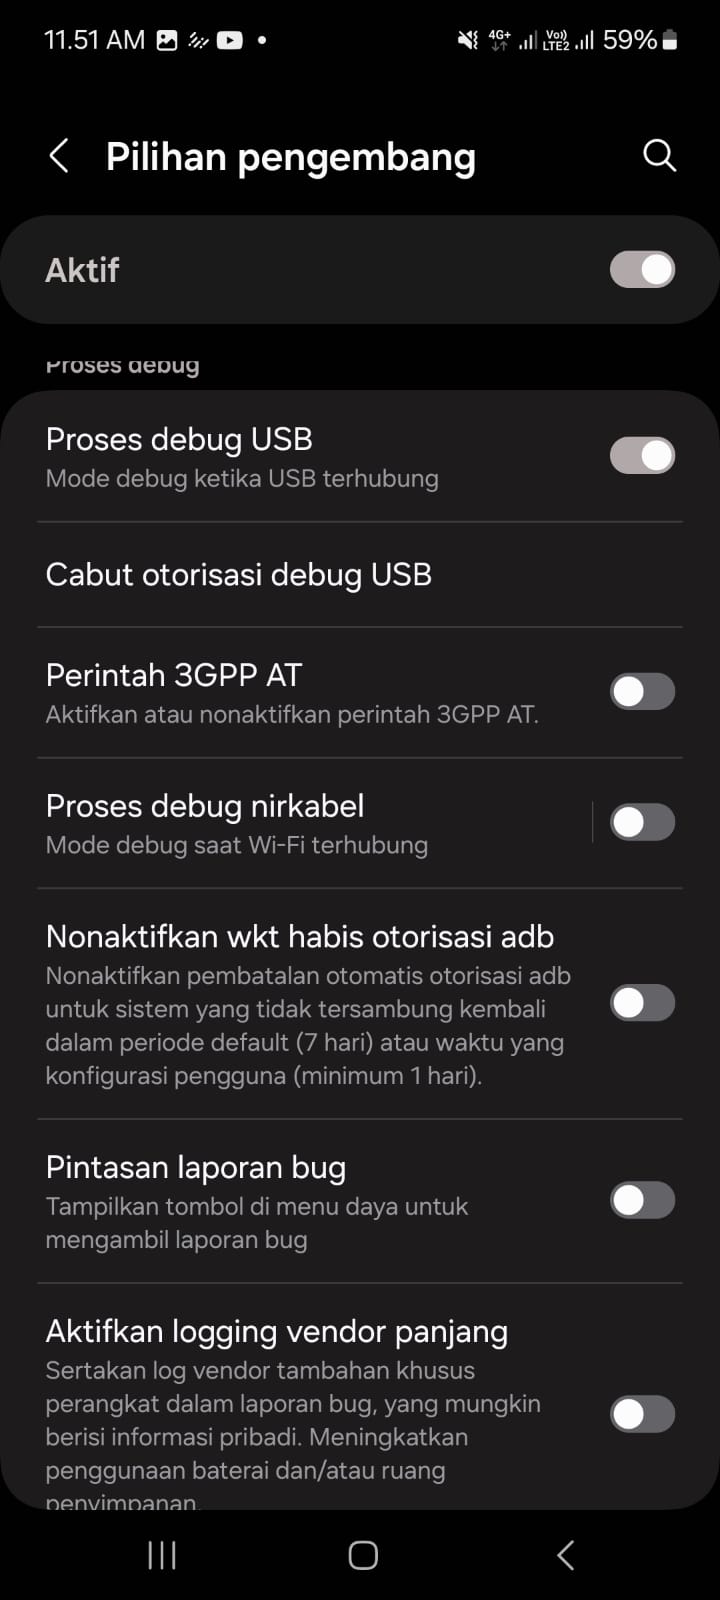 11.51 AM
4G+
Vo))
LTE2
59%
Pilihan pengembang
Aktif
Proses debug
Proses debug USB
Mode debug ketika USB terhubung
Cabut otorisasi debug USB
Perintah 3GPP AT
Aktifkan atau nonaktifkan perintah 3GPP AT.
Proses debug nirkabel
Mode debug saat Wi-Fi terhubung
Nonaktifkan wkt habis otorisasi adb
Nonaktifkan pembatalan otomatis otorisasi adb
untuk sistem yang tidak tersambung kembali
dalam periode default (7 hari) atau waktu yang
konfigurasi pengguna (minimum 1 hari).
Pintasan laporan bug
Tampilkan tombol di menu daya untuk
mengambil laporan bug
Aktifkan logging vendor panjang
Sertakan log vendor tambahan khusus
perangkat dalam laporan bug, yang mungkin
berisi informasi pribadi. Meningkatkan
penggunaan baterai dan/atau ruang
penyimpanan.